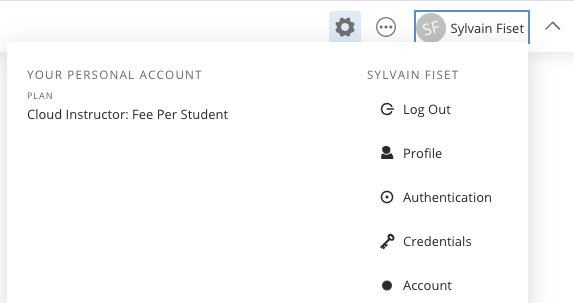 SF Sylvain Fiset
YOUR PERSONAL ACCOUNT
PLAN
Cloud Instructor: Fee Per Student
SYLVAIN FISET
Log Out
Profile
Authentication
Credentials
Account